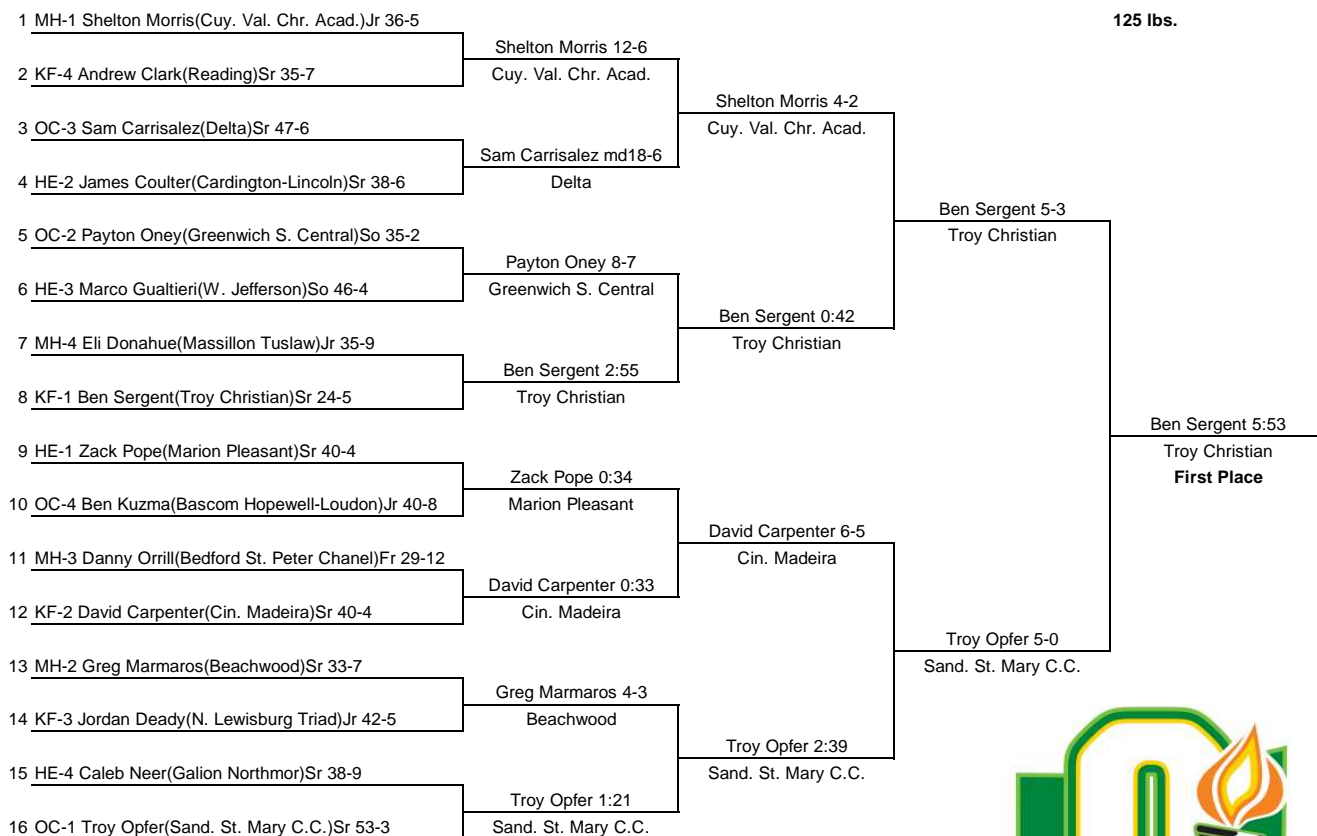 1 MH-1 Shelton Morris(Cuy. Val. Chr. Acad.)Jr 36-5
125 lbs.
Shelton Morris 12-6
2 KF-4 Andrew Clark(Reading)Sr 35-7
Cuy. Val. Chr. Acad.
Shelton Morris 4-2
3 OC-3 Sam Carrisalez(Delta)Sr 47-6
Cuy. Val. Chr. Acad.
Sam Carrisalez md18-6
4 HE-2 James Coulter(Cardington-Lincoln)Sr 38-6
Delta
Ben Sergent 5-3
5 OC-2 Payton Oney(Greenwich S. Central)So 35-2
Troy Christian
Payton Oney 8-7
6 HE-3 Marco Gualtieri(W. Jefferson)So 46-4
Greenwich S. Central
Ben Sergent 0:42
7 MH-4 Eli Donahue(Massillon Tuslaw)Jr 35-9
Troy Christian
Ben Sergent 2:55
8 KF-1 Ben Sergent(Troy Christian)Sr 24-5
Troy Christian
Ben Sergent 5:53
9 HE-1 Zack Pope(Marion Pleasant)Sr 40-4
Troy Christian
Zack Pope 0:34
First Place
10 OC-4 Ben Kuzma(Bascom Hopewell-Loudon)Jr 40-8
Marion Pleasant
David Carpenter 6-5
11 MH-3 Danny Orrill(Bedford St. Peter Chanel)Fr 29-12
Cin. Madeira
David Carpenter 0:33
12 KF-2 David Carpenter(Cin. Madeira)Sr 40-4
Cin. Madeira
Troy Opfer 5-0
13 MH-2 Greg Marmaros(Beachwood)Sr 33-7
Sand. St. Mary C.C.
Greg Marmaros 4-3
14 KF-3 Jordan Deady(N. Lewisburg Triad)Jr 42-5
Beachwood
Troy Opfer 2:39
15 HE-4 Caleb Neer(Galion Northmor)Sr 38-9
Sand. St. Mary C.C.
Troy Opfer 1:21
16 OC-1 Troy Opfer(Sand. St. Mary C.C.)Sr 53-3
Sand. St. Mary C.C.